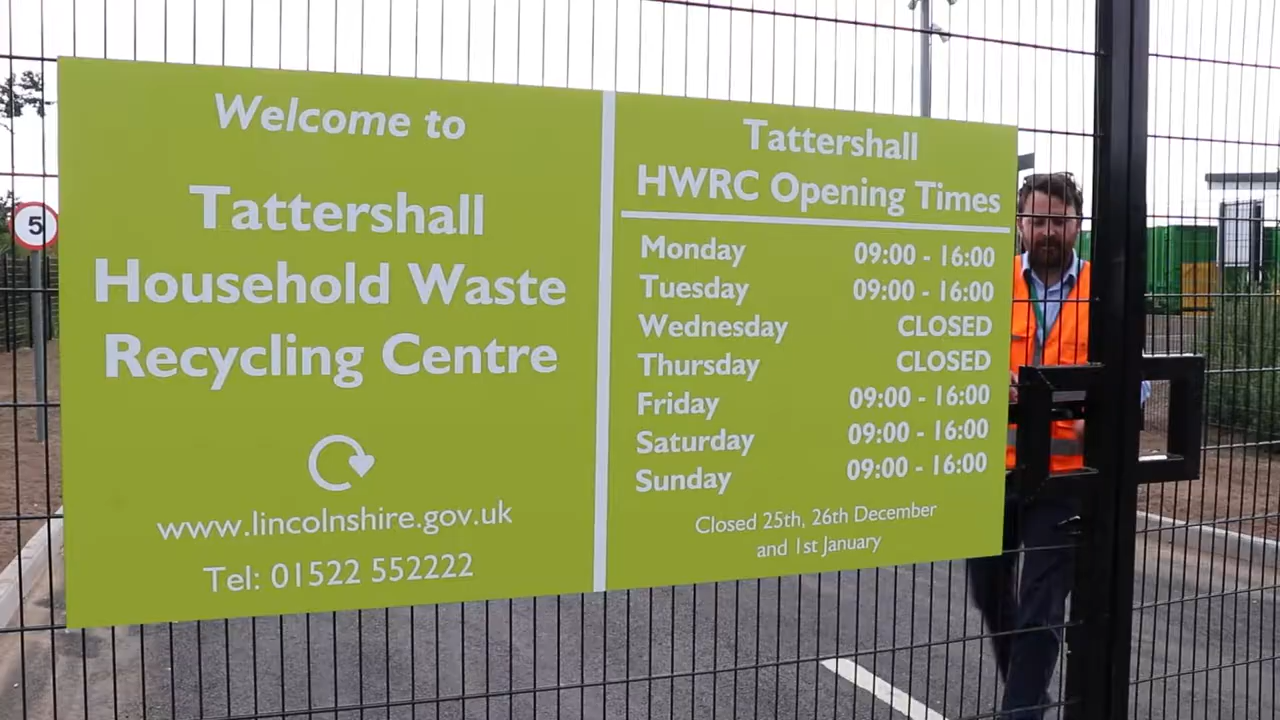 Welcome to
Tattershall
Household Waste
Recycling Centre
www.lincolnshire.gov.uk
Tel: 01522 552222
Tattershall
HWRC Opening Times
Monday 09:00 - 16:00
Tuesday 09:00 - 16:00
Wednesday CLOSED
Thursday CLOSED
Friday 09:00 - 16:00
Saturday 09:00 - 16:00
Sunday 09:00 - 16:00
Closed 25th, 26th December
and 1st January
5